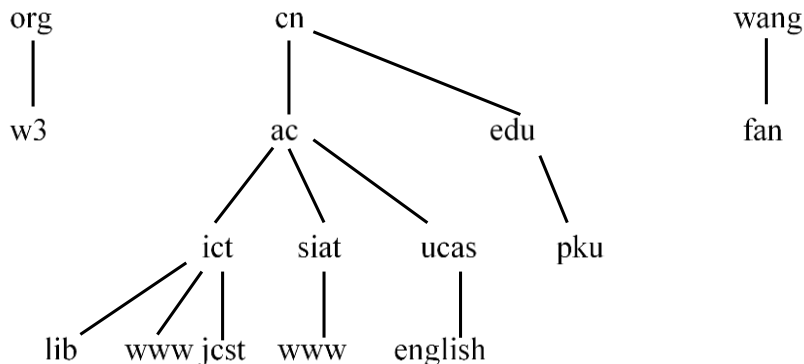 org cn wang
w3 ac edu fan
ict siat ucas pku
lib www jcst www english